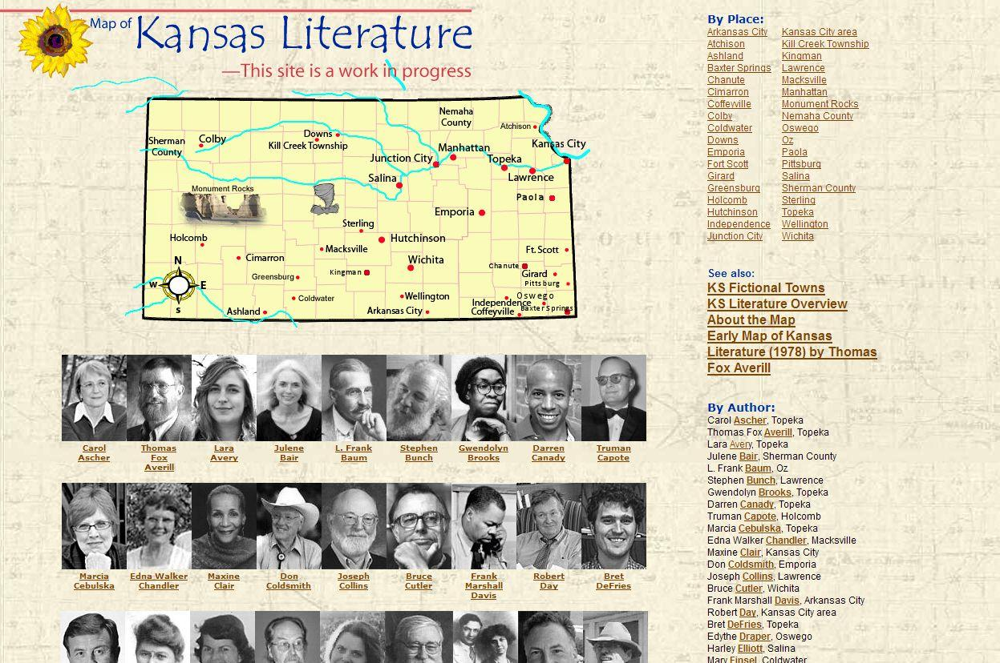 Map of Kansas Literature
—This site is a work in progress
Nemaha
County
Atchison
Sherman
County
Colby
Downs
Kill Creek Township
Kansas City
Junction City
Manhattan
Topeka
Lawrence
Salina
Monument Rocks
Paola
Emporia
Sterling
Hutchinson
Holcomb
Macksville
Ft. Scott
Cimarron
Wichita
Chanute
Greensburg
Kingman
Girard
Pittsburg
N
W
E
S
Coldwater
Wellington
Oswego
Ashland
Arkansas City
Independence
Coffeyville
Baxter Springs
Carol
Ascher
Thomas
Fox
Averill
Lara
Avery
Julene
Bair
L. Frank
Baum
Stephen
Bunch
Gwendolyn
Brooks
Darren
Canady
Truman
Capote
Marcia
Cebulska
Edna Walker
Chandler
Maxine
Clair
Don
Coldsmith
Joseph
Collins
Bruce
Cutler
Frank
Marshall
Davis
Robert
Day
Bret
DeFries
By Place:
Arkansas City
Atchison
Ashland
Baxter Springs
Chanute
Cimarron
Coffeyville
Colby
Coldwater
Downs
Emporia
Fort Scott
Girard
Greensburg
Holcomb
Hutchinson
Independence
Junction City
Kansas City area
Kill Creek Township
Kingman
Lawrence
Macksville
Manhattan
Monument Rocks
Nemaha County
Oswego
Oz
Paola
Pittsburg
Salina
Sherman County
Sterling
Topeka
Wellington
Wichita
See also:
KS Fictional Towns
KS Literature Overview
About the Map
Early Map of Kansas
Literature (1978) by Thomas
Fox Averill
By Author:
Carol Ascher, Topeka
Thomas Fox Averill, Topeka
Lara Avery, Topeka
Julene Bair, Sherman County
L. Frank Baum, Oz
Stephen Bunch, Lawrence
Gwendolyn Brooks, Topeka
Darren Canady, Topeka
Truman Capote, Holcomb
Marcia Cebulska, Topeka
Edna Walker Chandler, Macksville
Maxine Clair, Kansas City
Don Coldsmith, Emporia
Joseph Collins, Lawrence
Bruce Cutler, Wichita
Frank Marshall Davis, Arkansas City
Robert Day, Kansas City area
Bret DeFries, Topeka
Edythe Draper, Oswego
Harley Elliott, Salina
Mary Finsel, Coldwater